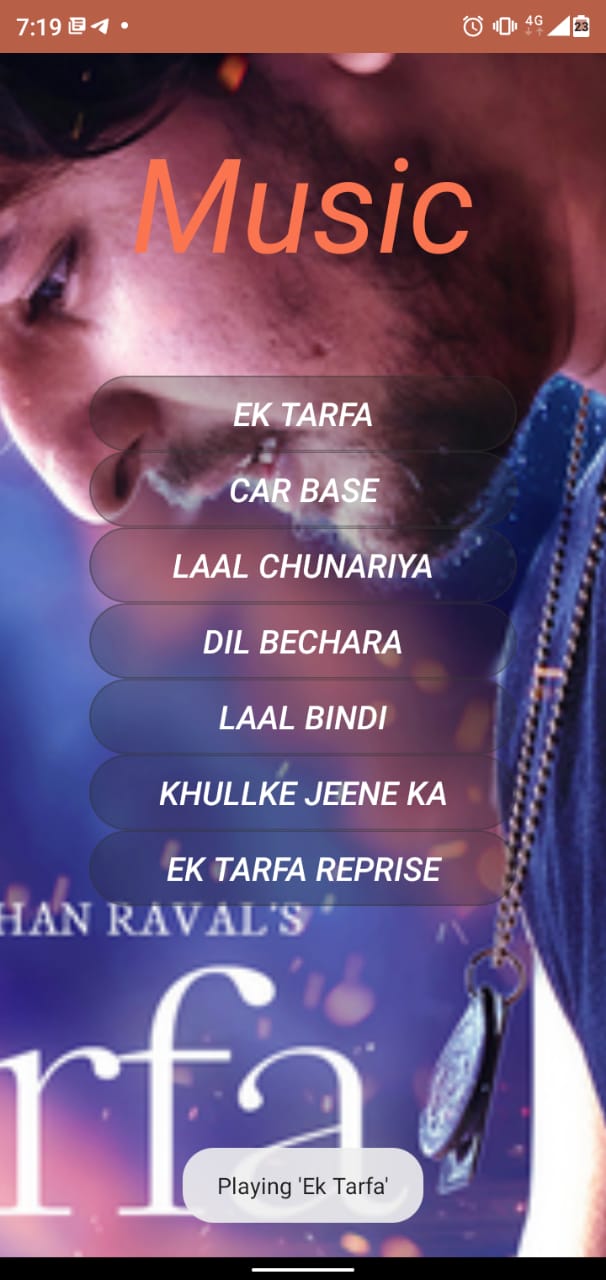 7:19
4G
23
Music
EK TARFA
CAR BASE
LAAL CHUNARIYA
DIL BECHARA
LAAL BINDI
KHULLKE JEENE KA
EK TARFA REPRISE
HAN RAVAL'S
rfa
Playing 'Ek Tarfa'